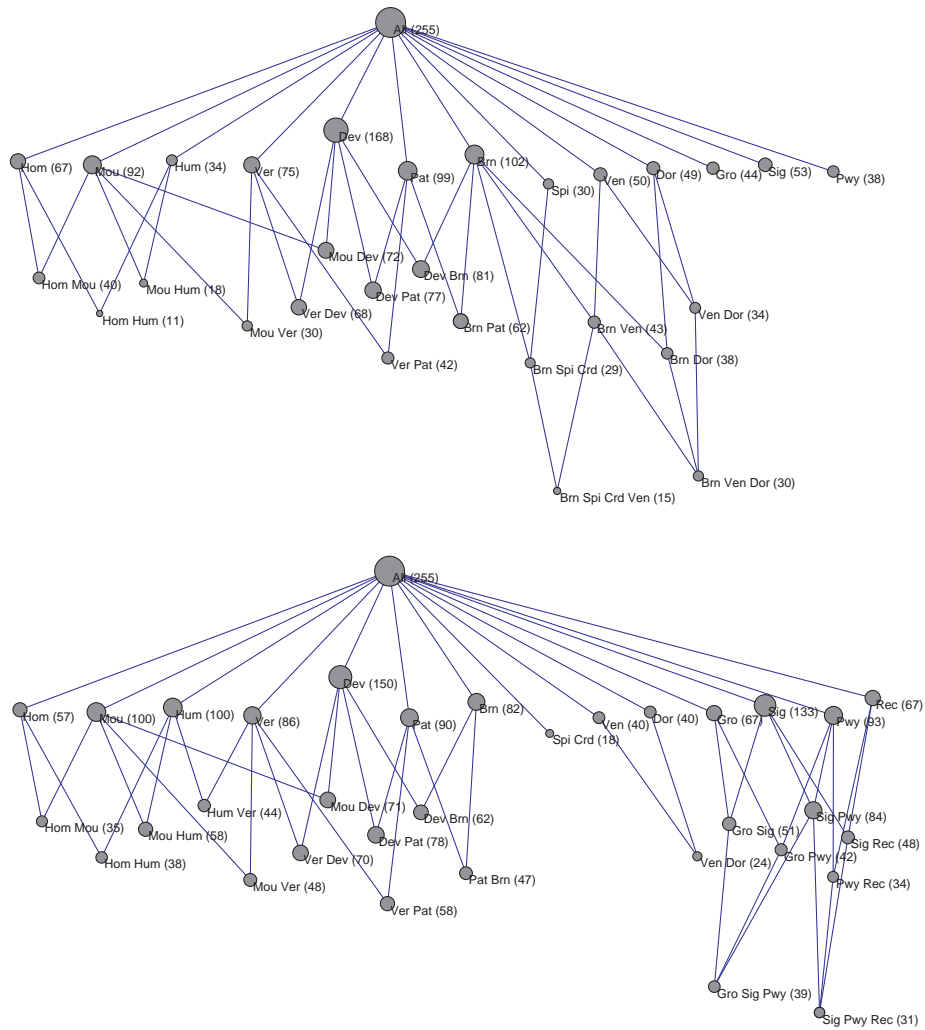 All (255)
Dev (168)
Hom (67)
Mou (92)
Hum (34)
Ver (75)
Pat (99)
Brn (102)
Spi (30)
Ven (50)
Dor (49)
Gro (44)
Sig (53)
Pwy (38)
Mou Dev (72)
Hom Mou (40)
Mou Hum (18)
Dev Pat (77)
Dev Brn (81)
Hom Hum (11)
Mou Ver (30)
Ver Dev (68)
Brn Pat (62)
Brn Ven (43)
Ven Dor (34)
Ver Pat (42)
Brn Spi Crd (29)
Brn Dor (38)
Brn Spi Crd Ven (15)
Brn Ven Dor (30)
All (255)
Dev (150)
Hom (57)
Mou (100)
Hum (100)
Ver (86)
Pat (90)
Brn (82)
Spi Crd (18)
Ven (40)
Dor (40)
Gro (67)
Sig (133)
Pwy (93)
Rec (67)
Hum Ver (44)
Mou Dev (71)
Dev Brn (62)
Sig Pwy (84)
Hom Mou (35)
Mou Hum (58)
Dev Pat (78)
Gro Sig (51)
Sig Rec (48)
Hom Hum (38)
Ver Dev (70)
Ven Dor (24)
Gro Pwy (42)
Mou Ver (48)
Pat Brn (47)
Pwy Rec (34)
Ver Pat (58)
Gro Sig Pwy (39)
Sig Pwy Rec (31)